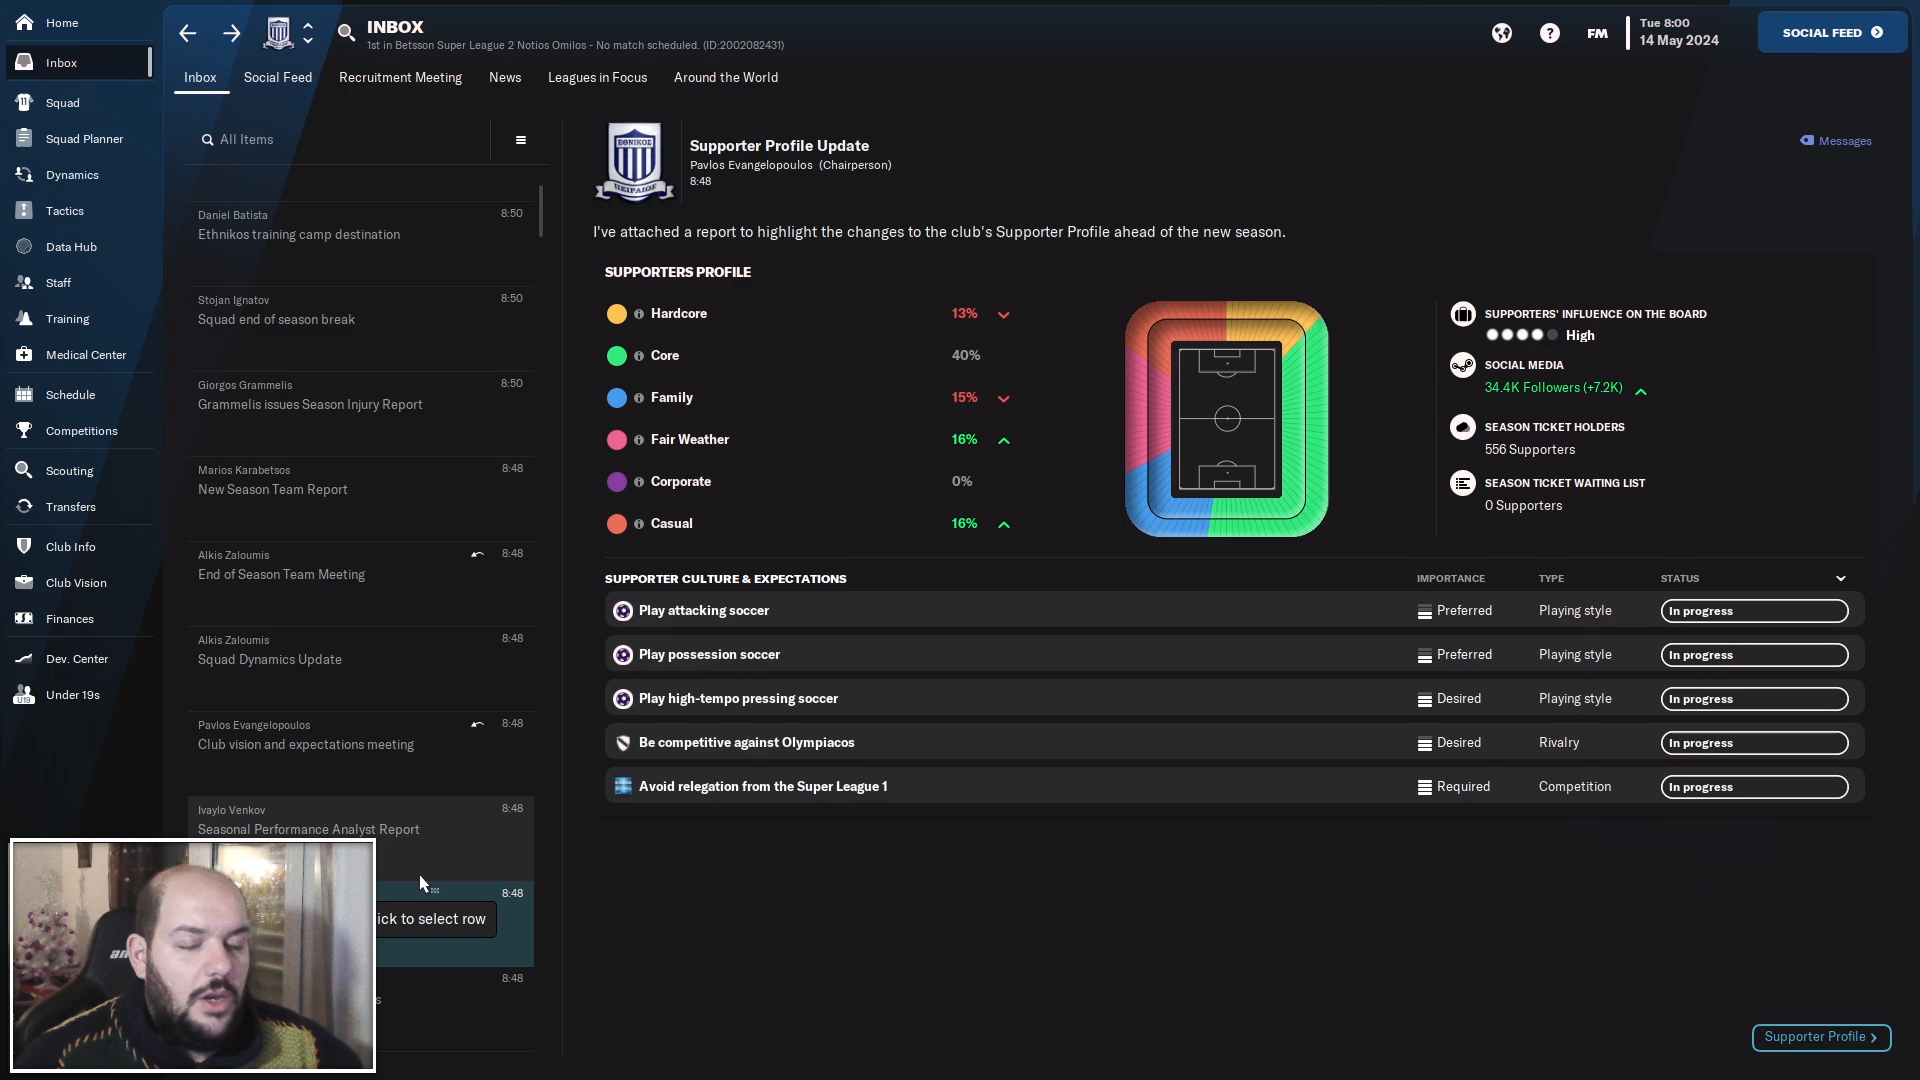 Home
Inbox
Squad
Squad Planner
Dynamics
Tactics
Data Hub
Staff
Training
Medical Center
Schedule
Competitions
Scouting
Transfers
Club Info
Club Vision
Finances
Dev. Center
U19
Under 19s
INBOX
1st in Betsson Super League 2 Notios Omilos - No match scheduled. (ID:2002082431)
FM
Tue 8:00
14 May 2024
SOCIAL FEED
Inbox
Social Feed
Recruitment Meeting
News
Leagues in Focus
Around the World
All Items
Daniel Batista
8:50
Ethnikos training camp destination
Stojan Ignatov
8:50
Squad end of season break
Giorgos Grammelis
8:50
Grammelis issues Season Injury Report
Marios Karabetsos
8:48
New Season Team Report
Alkis Zaloumis
8:48
End of Season Team Meeting
Alkis Zaloumis
8:48
Squad Dynamics Update
Pavlos Evangelopoulos
8:48
Club vision and expectations meeting
Ivaylo Venkov
8:48
Seasonal Performance Analyst Report
8:48
ick to select row
8:48
s
ΕΘΝΙΚΟΣ
ΠΕΙΡΑΙΩΣ
Supporter Profile Update
Pavlos Evangelopoulos (Chairperson)
8:48
Messages
I've attached a report to highlight the changes to the club's Supporter Profile ahead of the new season.
SUPPORTERS PROFILE
Hardcore 13%
Core 40%
Family 15%
Fair Weather 16%
Corporate 0%
Casual 16%
SUPPORTERS' INFLUENCE ON THE BOARD
High
SOCIAL MEDIA
34.4K Followers (+7.2K)
SEASON TICKET HOLDERS
556 Supporters
SEASON TICKET WAITING LIST
0 Supporters
SUPPORTER CULTURE & EXPECTATIONS IMPORTANCE TYPE STATUS
Play attacking soccer Preferred Playing style In progress
Play possession soccer Preferred Playing style In progress
Play high-tempo pressing soccer Desired Playing style In progress
Be competitive against Olympiacos Desired Rivalry In progress
Avoid relegation from the Super League 1 Required Competition In progress
Supporter Profile